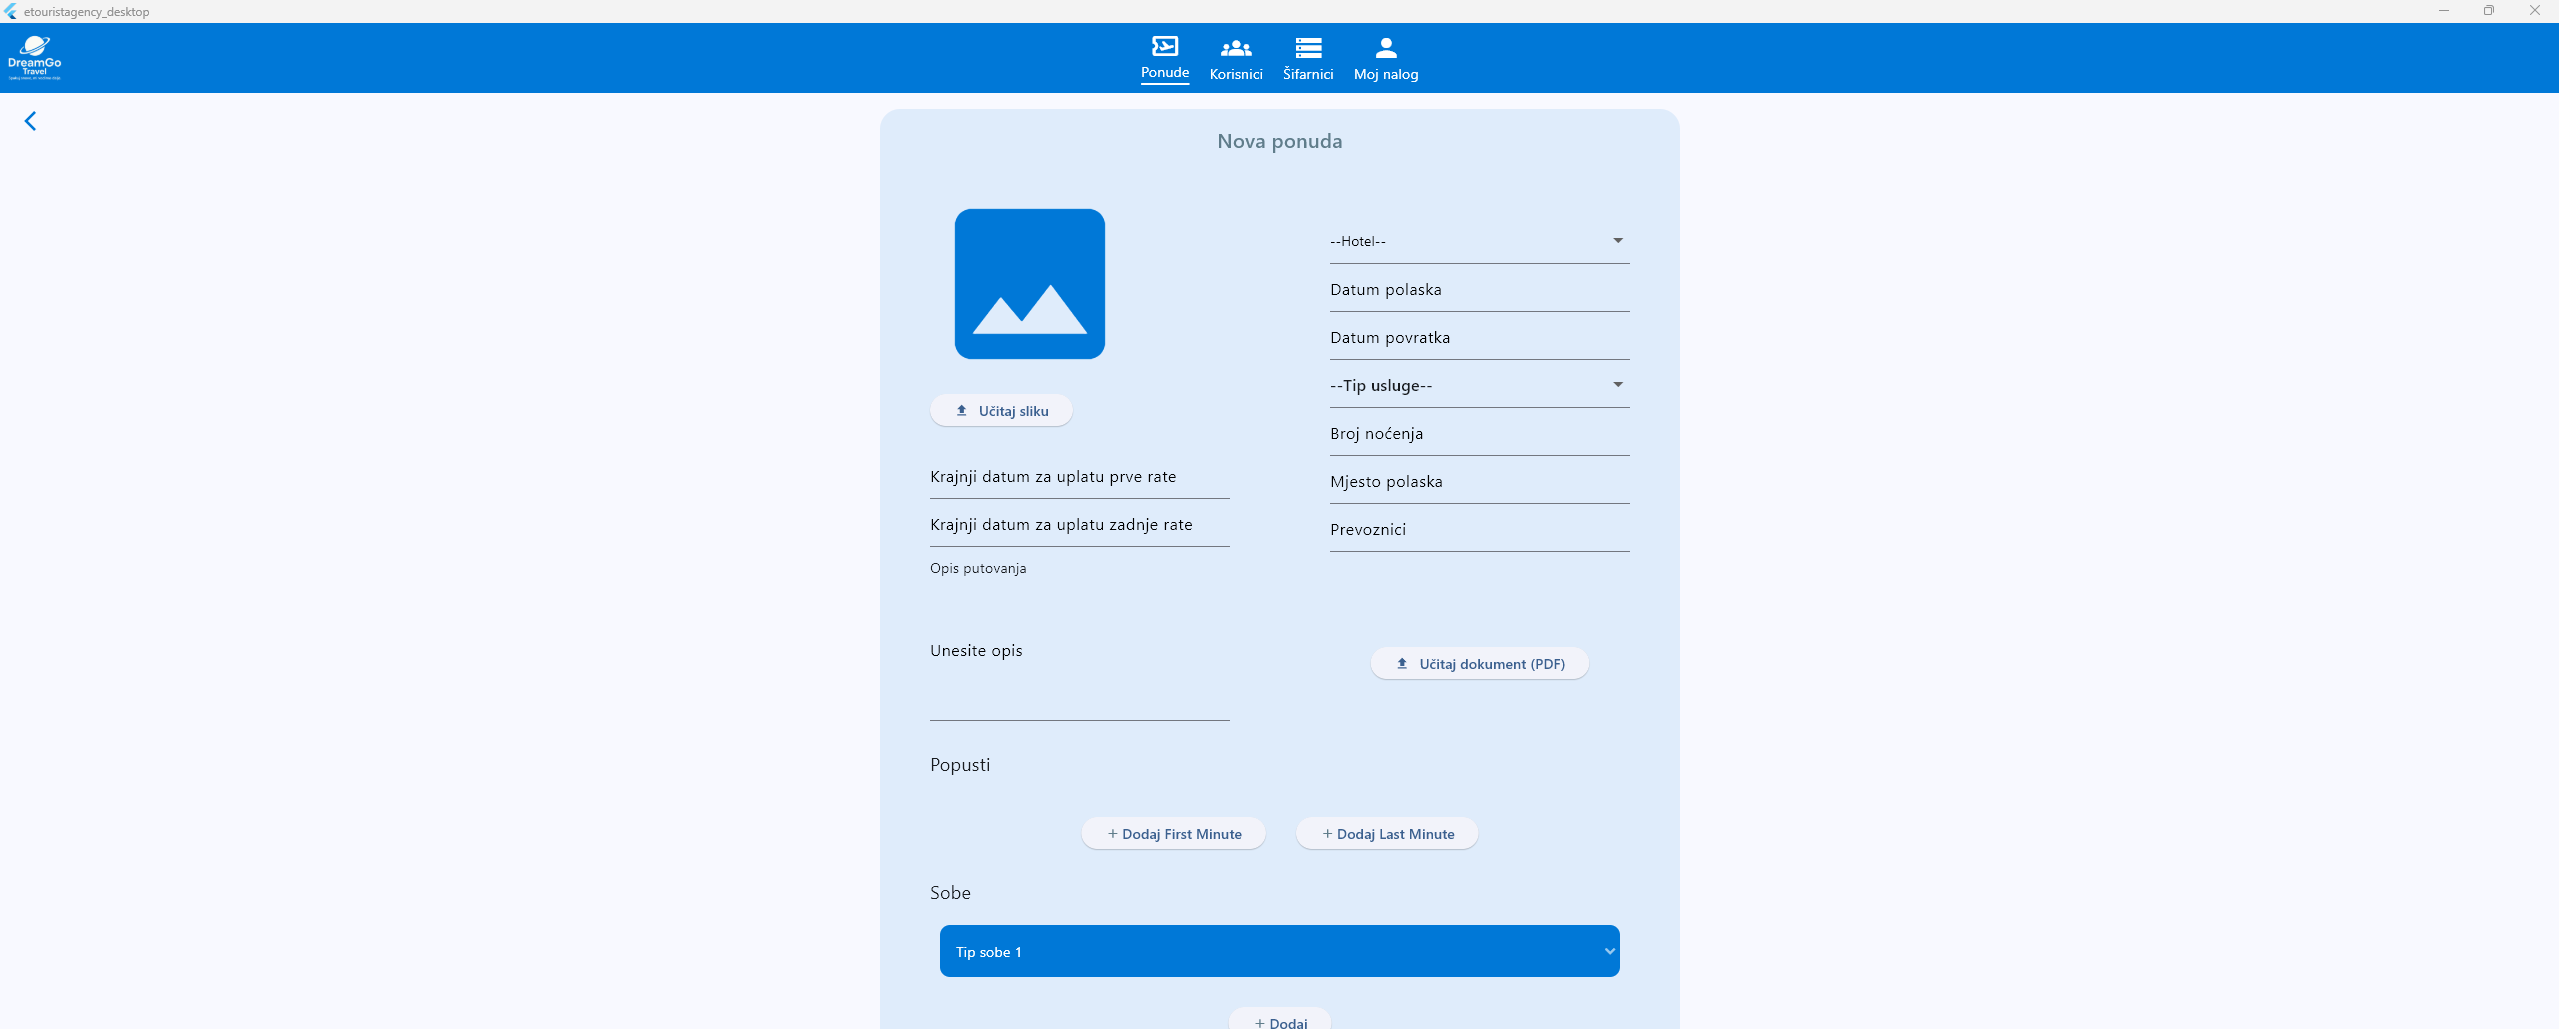 etouristagency_desktop
DreamGo
Travel
Ponude
Korisnici
Šifarnici
Moj nalog
Nova ponuda
--Hotel--
Datum polaska
Datum povratka
--Tip usluge--
Učitaj sliku
Broj noćenja
Krajnji datum za uplatu prve rate
Mjesto polaska
Krajnji datum za uplatu zadnje rate
Prevoznici
Opis putovanja
Unesite opis
Učitaj dokument (PDF)
Popusti
+ Dodaj First Minute
+ Dodaj Last Minute
Sobe
Tip sobe 1
+ Dodaj